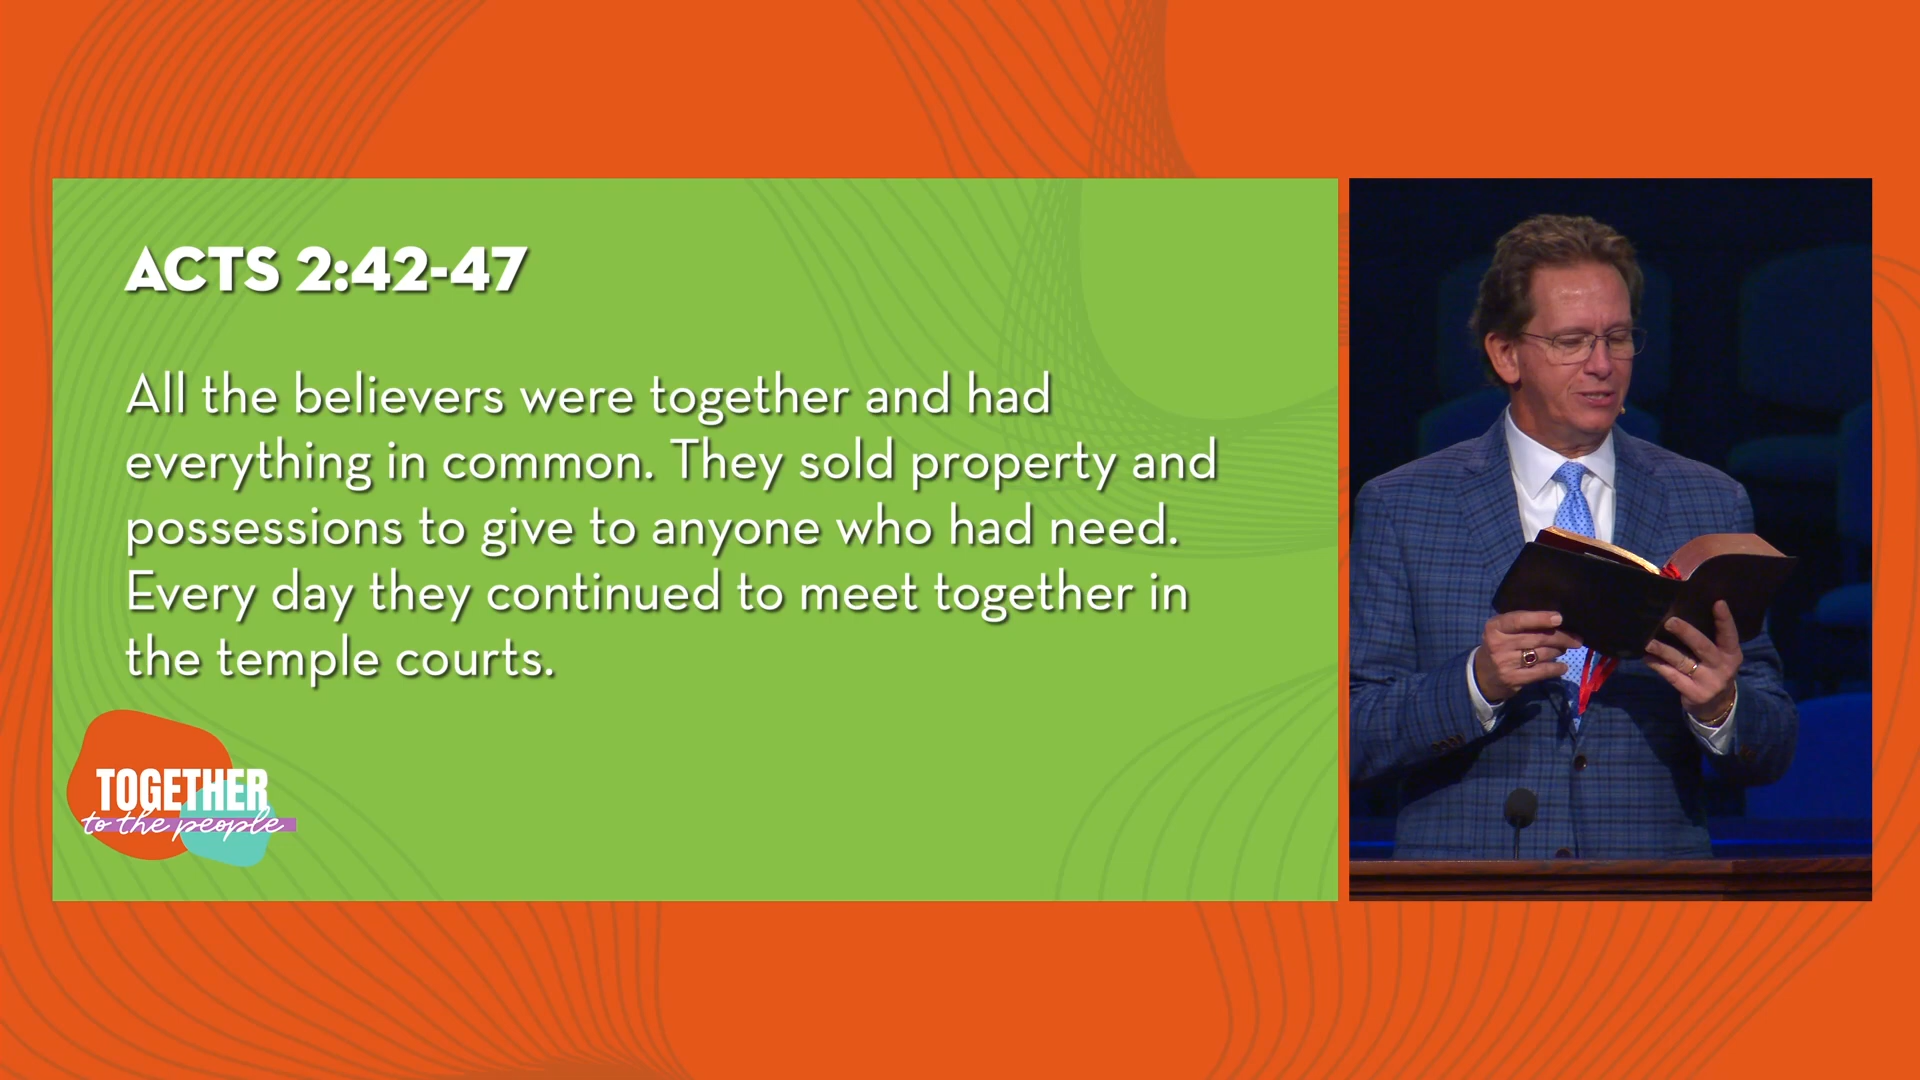 ACTS 2:42-47
All the believers were together and had
everything in common. They sold property and
possessions to give to anyone who had need.
Every day they continued to meet together in
the temple courts.
TOGETHER
to the people